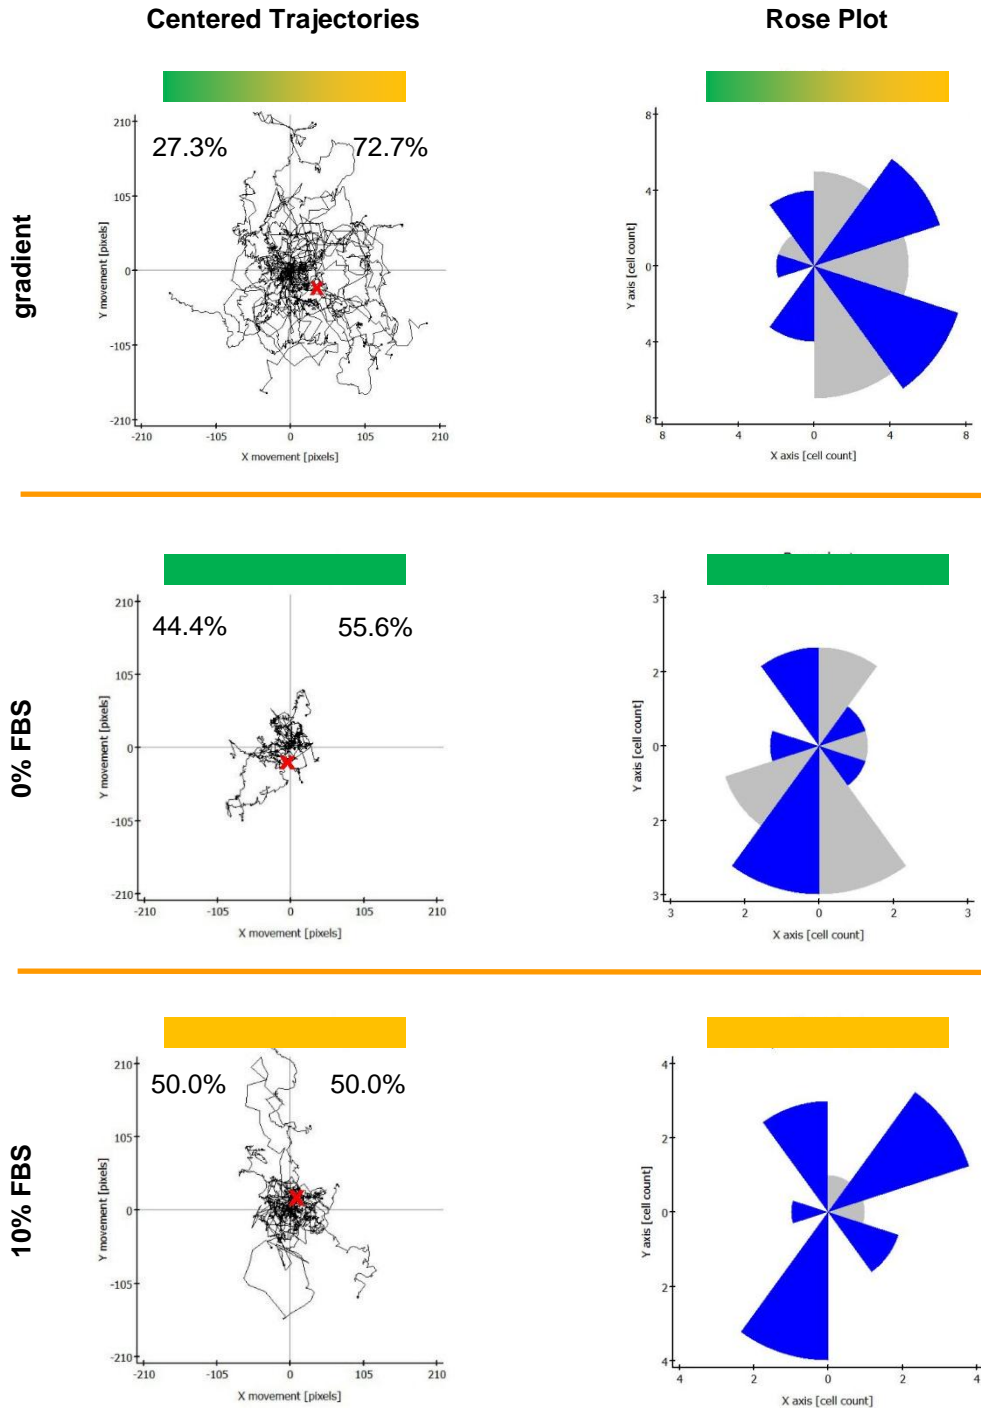 Centered Trajectories
Rose Plot
gradient
27.3%
72.7%
Y movement [pixels]
210
105
0
-105
-210
-210 -105 0 105 210
X movement [pixels]
Y axis [cell count]
8
4
0
4
8
8 4 0 4 8
X axis [cell count]
0% FBS
44.4%
55.6%
Y movement [pixels]
210
105
0
-105
-210
-210 -105 0 105 210
X movement [pixels]
Y axis [cell count]
3
2
0
2
3
3 2 0 2 3
X axis [cell count]
10% FBS
50.0%
50.0%
Y movement [pixels]
210
105
0
-105
-210
-210 -105 0 105 210
X movement [pixels]
Y axis [cell count]
4
2
0
2
4
4 2 0 2 4
X axis [cell count]